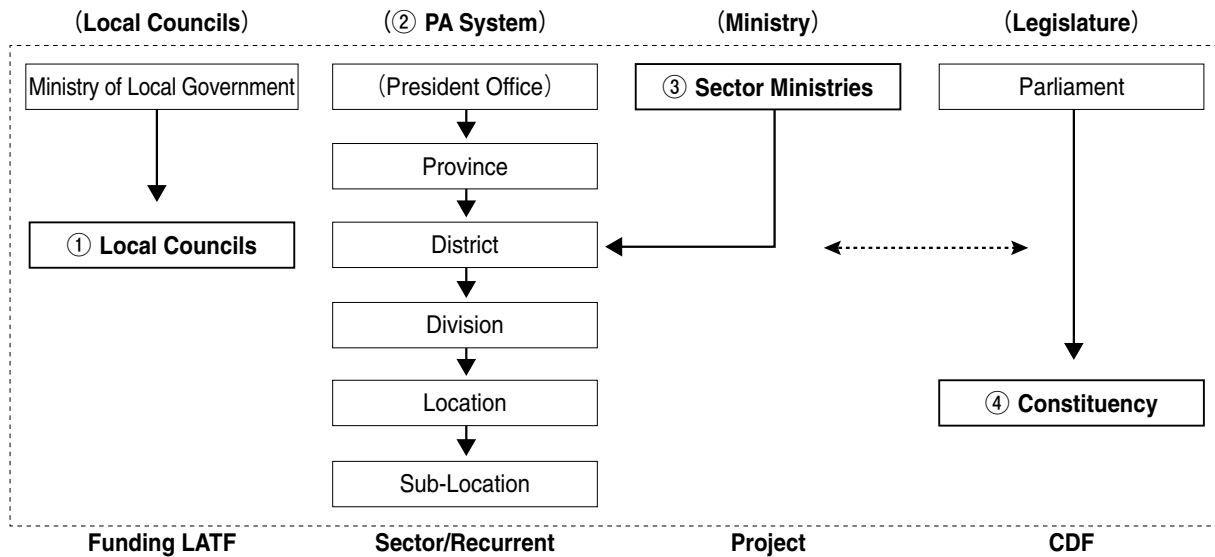 (Local Councils) (② PA System) (Ministry) (Legislature)
Ministry of Local Government (President Office) ③ Sector Ministries Parliament
Province
① Local Councils District
Division
Location ④ Constituency
Sub-Location
Funding LATF Sector/Recurrent Project CDF